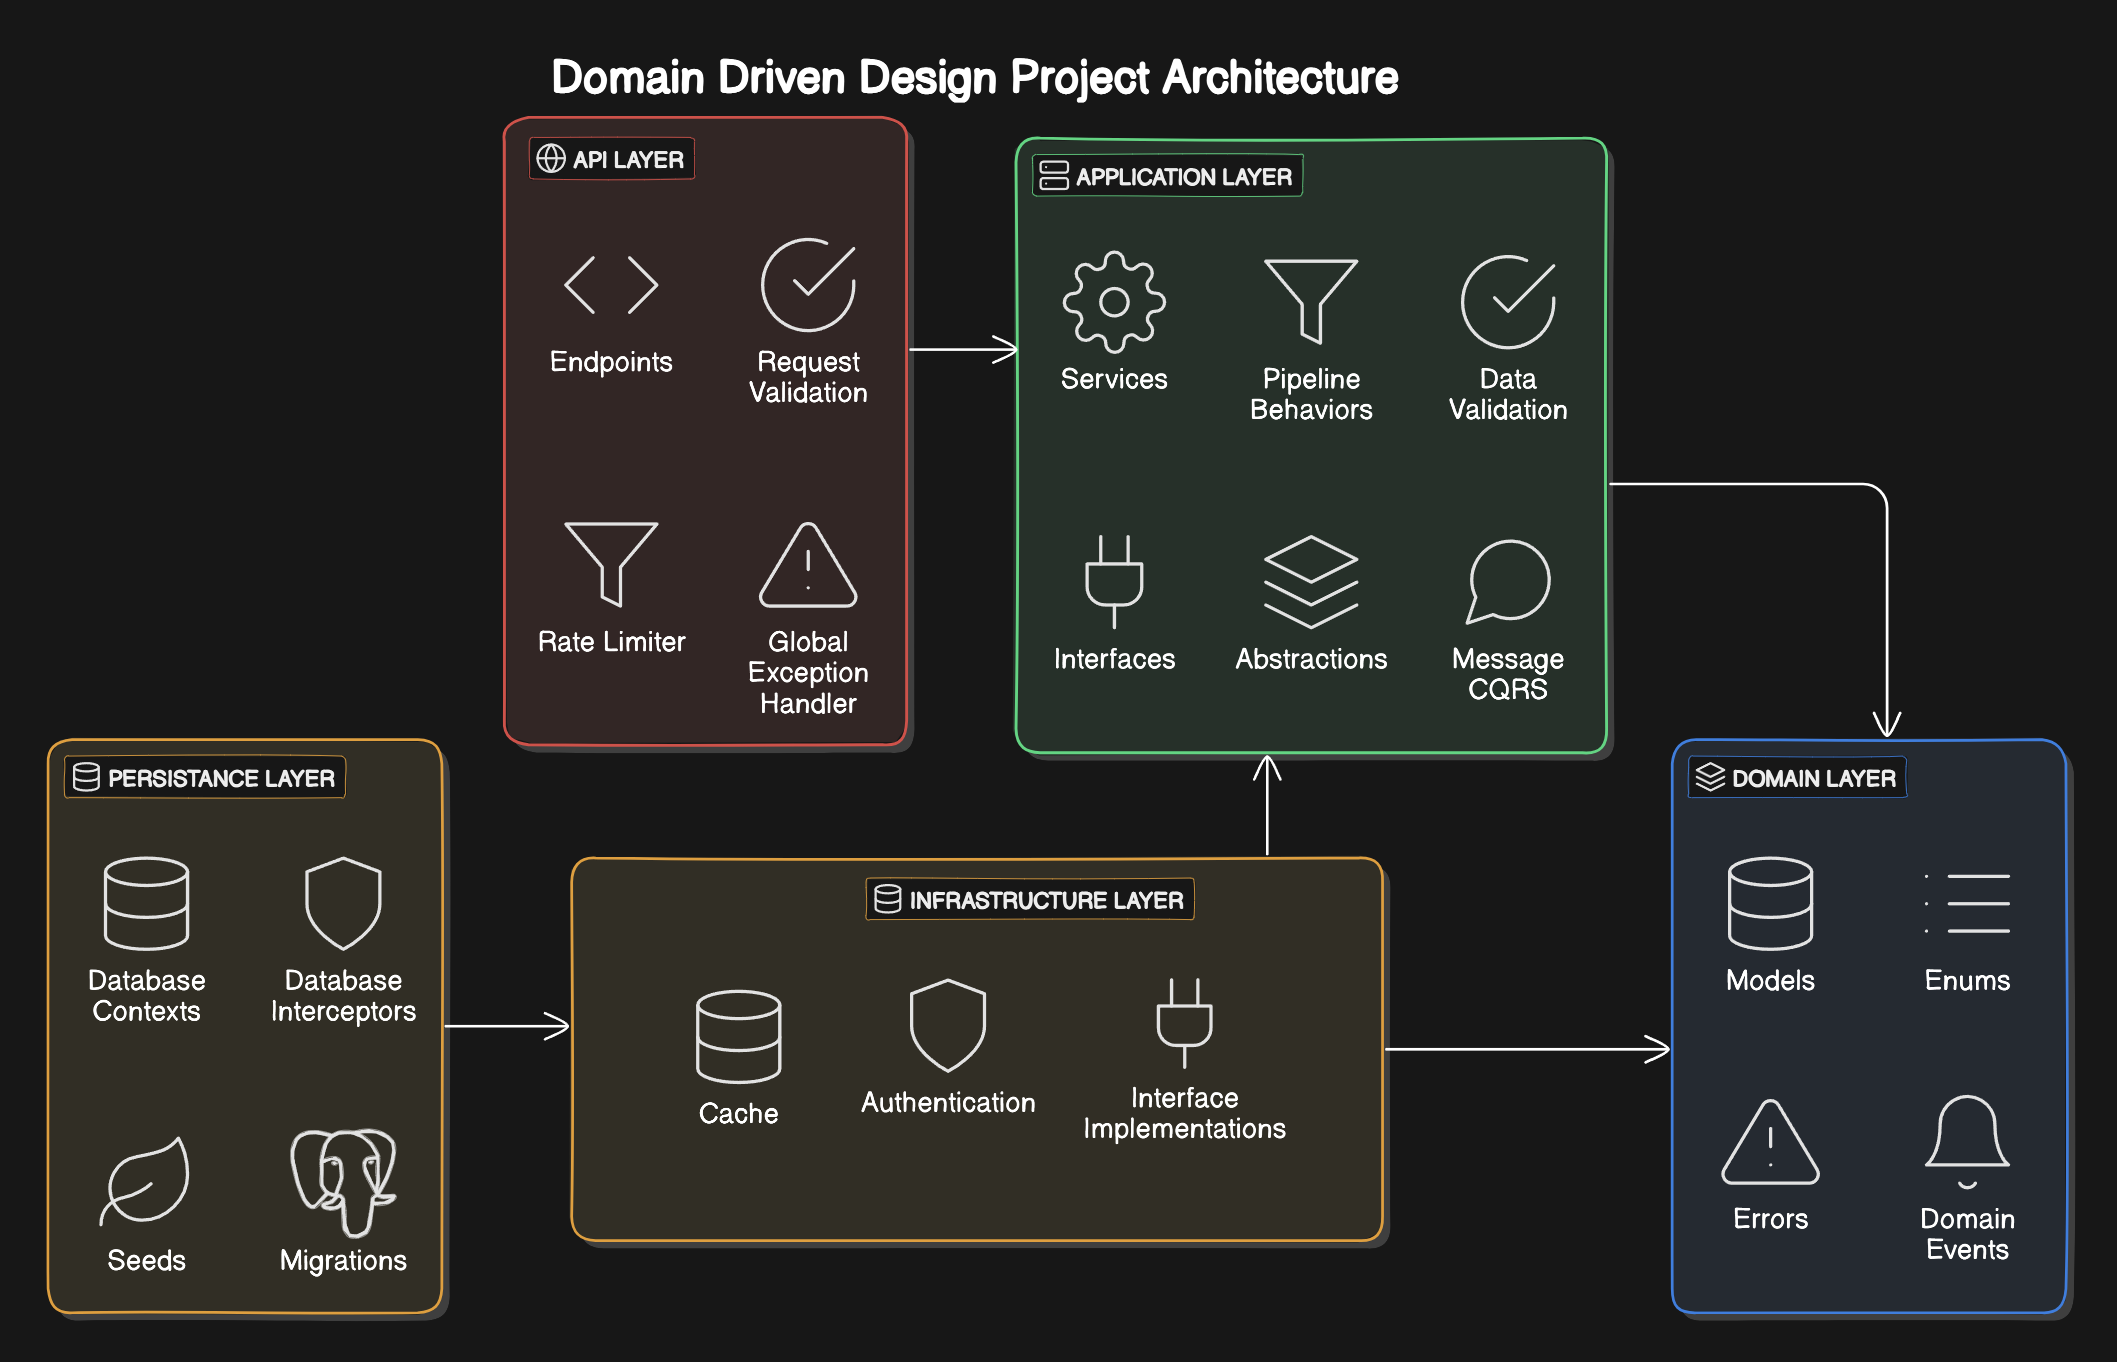 Domain Driven Design Project Architecture
API LAYER
Endpoints
Request
Validation
Rate Limiter
Global
Exception
Handler
APPLICATION LAYER
Services
Pipeline
Behaviors
Data
Validation
Interfaces
Abstractions
Message
CQRS
PERSISTANCE LAYER
Database
Contexts
Database
Interceptors
Seeds
Migrations
INFRASTRUCTURE LAYER
Cache
Authentication
Interface
Implementations
DOMAIN LAYER
Models
Enums
Errors
Domain
Events